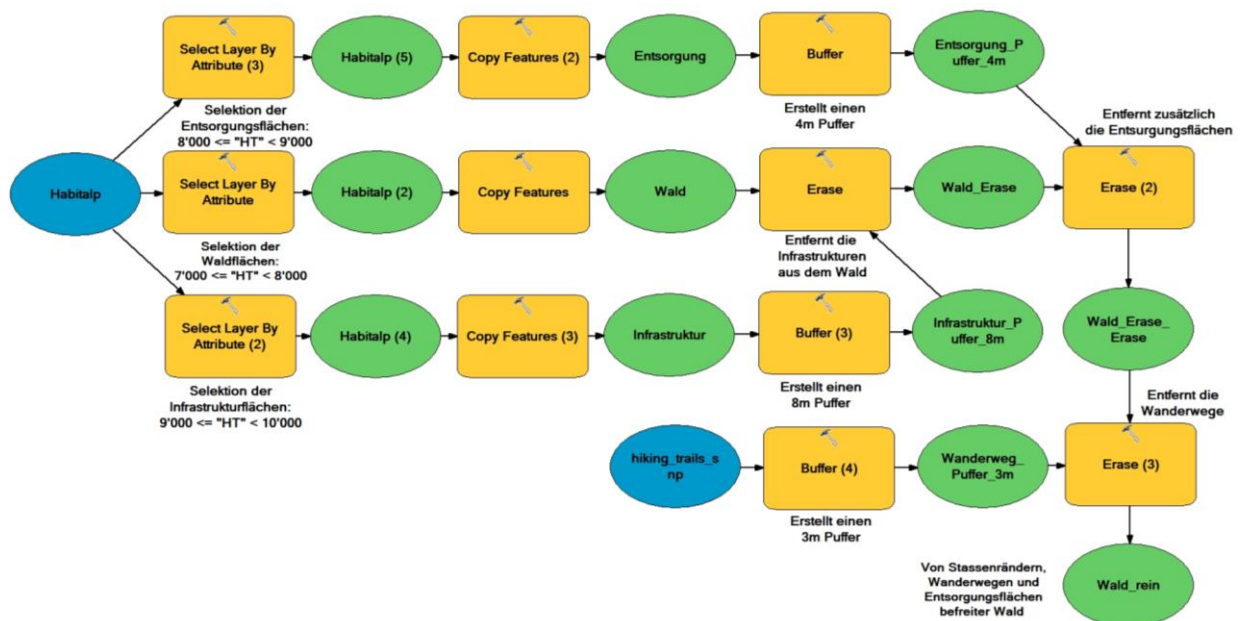 Select Layer By
Attribute (3)
Habitalp (5)
Copy Features (2)
Entsorgung
Buffer
Entsorgung_P
uffer_4m
Selektion der
Entsorgungsflächen:
8'000 <= "HT" < 9'000
Erstellt einen
4m Puffer
Entfernt zusätzlich
die Entsurgungsflächen
Habitalp
Select Layer By
Attribute
Habitalp (2)
Copy Features
Wald
Erase
Wald_Erase
Erase (2)
Selektion der
Waldflächen:
7'000 <= "HT" < 8'000
Entfernt die
Infrastrukturen
aus dem Wald
Select Layer By
Attribute (2)
Habitalp (4)
Copy Features (3)
Infrastruktur
Buffer (3)
Infrastruktur_P
uffer_8m
Wald_Erase_
Erase
Selektion der
Infrastrukturflächen:
9'000 <= "HT" < 10'000
Erstellt einen
8m Puffer
Entfernt die
Wanderwege
hiking_trails_s
np
Buffer (4)
Wanderweg_
Puffer_3m
Erase (3)
Erstellt einen
3m Puffer
Von Stassenrändern,
Wanderwegen und
Entsorgungsflächen
befreiter Wald
Wald_rein